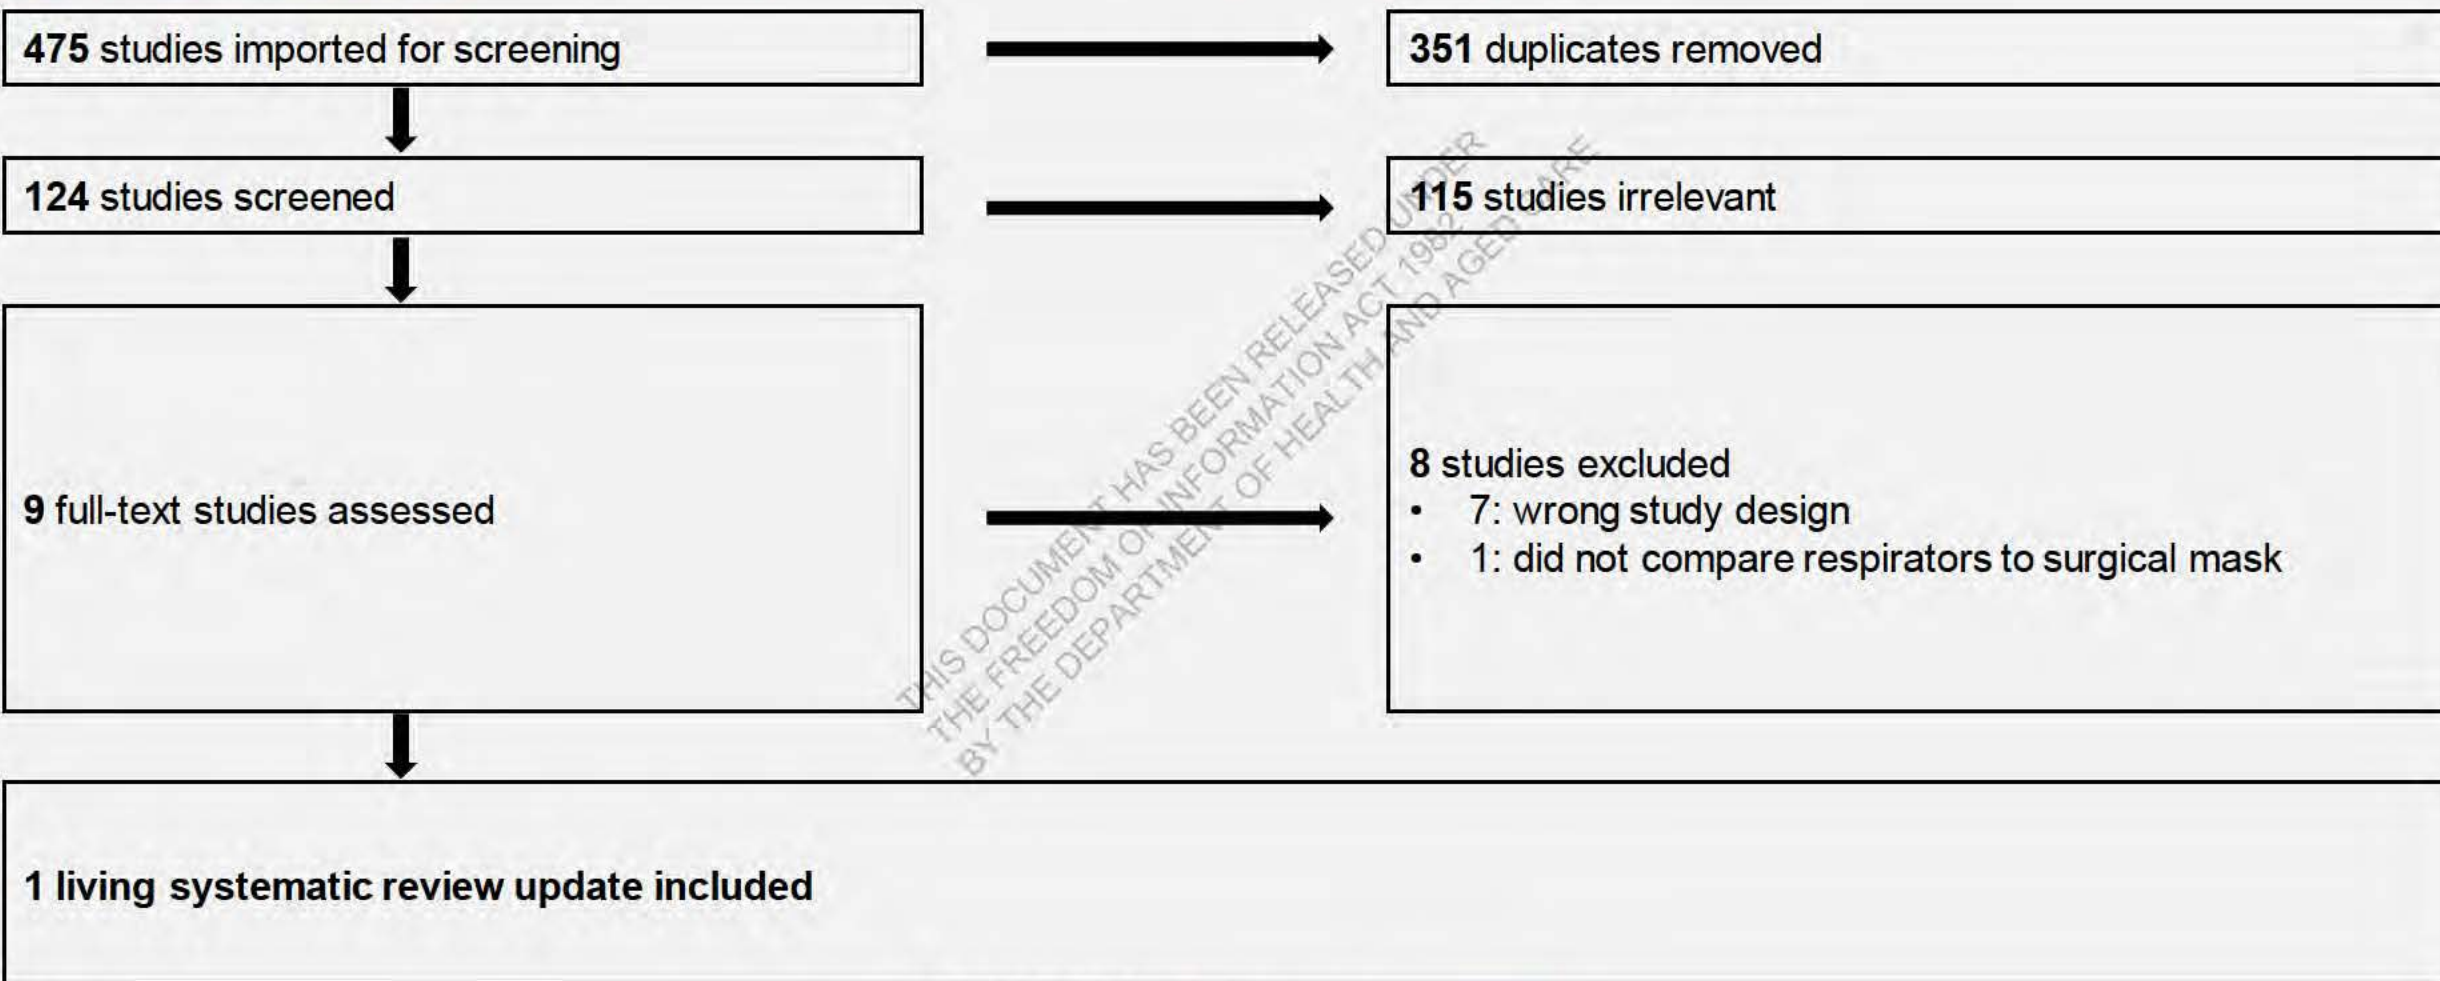 475 studies imported for screening
351 duplicates removed
124 studies screened
115 studies irrelevant
9 full-text studies assessed
8 studies excluded
• 7: wrong study design
• 1: did not compare respirators to surgical mask
1 living systematic review update included
THIS DOCUMENT HAS BEEN RELEASED UNDER
THE FREEDOM OF INFORMATION ACT 1982
BY THE DEPARTMENT OF HEALTH AND AGED CARE